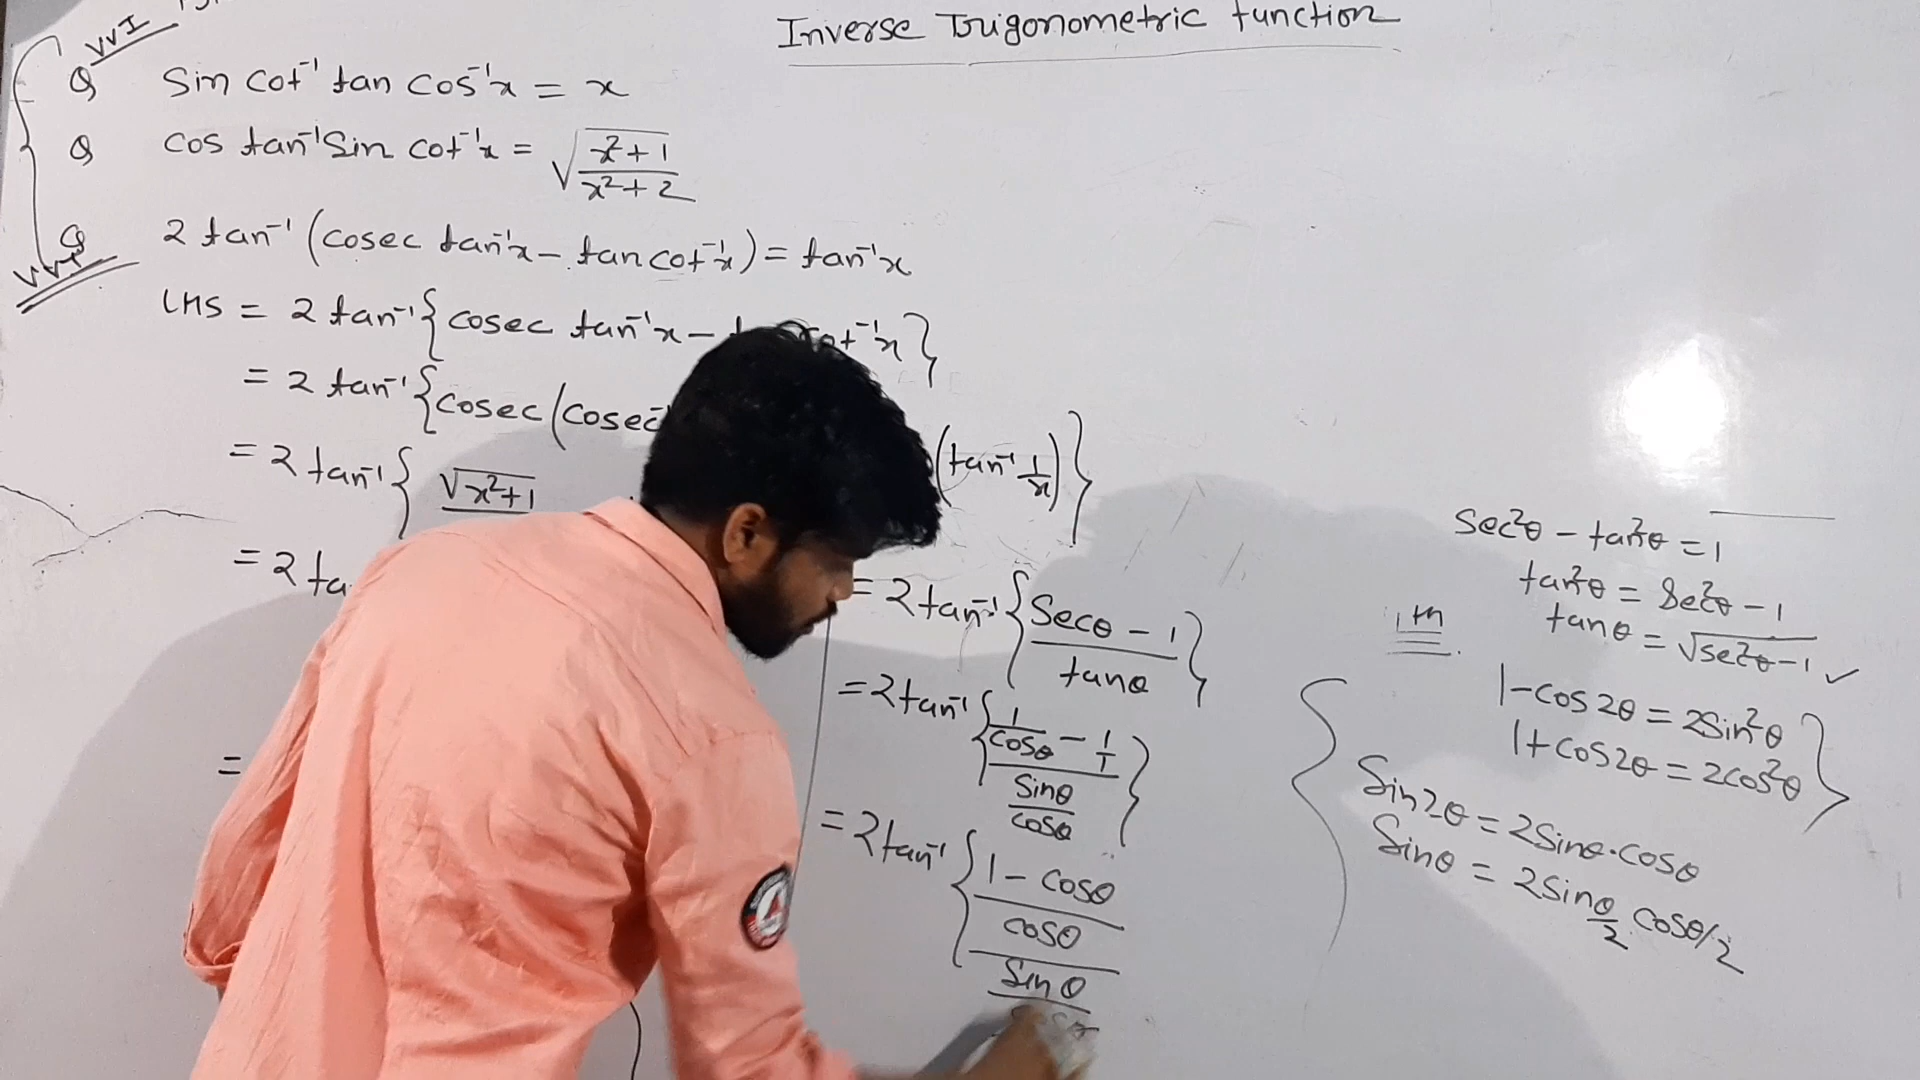 Inverse Trigonometric function
VVI
Q Sin cot⁻¹ tan cos⁻¹x = x
Q cos tan⁻¹ Sin cot⁻¹x = √((x²+1)/(x²+2))
VVI
Q 2 tan⁻¹ (cosec tan⁻¹x - tan cot⁻¹x) = tan⁻¹x
LHS = 2 tan⁻¹{cosec tan⁻¹x - cot⁻¹x}
= 2 tan⁻¹{cosec (cosec⁻¹ (tan⁻¹ 1/x)}
= 2 tan⁻¹{ √x²+1
= 2 ta
=
= 2 tan⁻¹{(Secθ - 1)/tanθ}
= 2 tan⁻¹{(1/cosθ - 1/1)/(Sinθ/cosθ)}
= 2 tan⁻¹{((1 - cosθ)/cosθ)/(Sinθ/
Sec²θ - tan²θ = 1
tan²θ = Sec²θ - 1
tanθ = √sec²θ-1 ✓
1-cos2θ = 2Sin²θ
1+cos2θ = 2cos²θ
Sin2θ = 2Sinθ·cosθ
Sinθ = 2Sin θ/2 cosθ/2